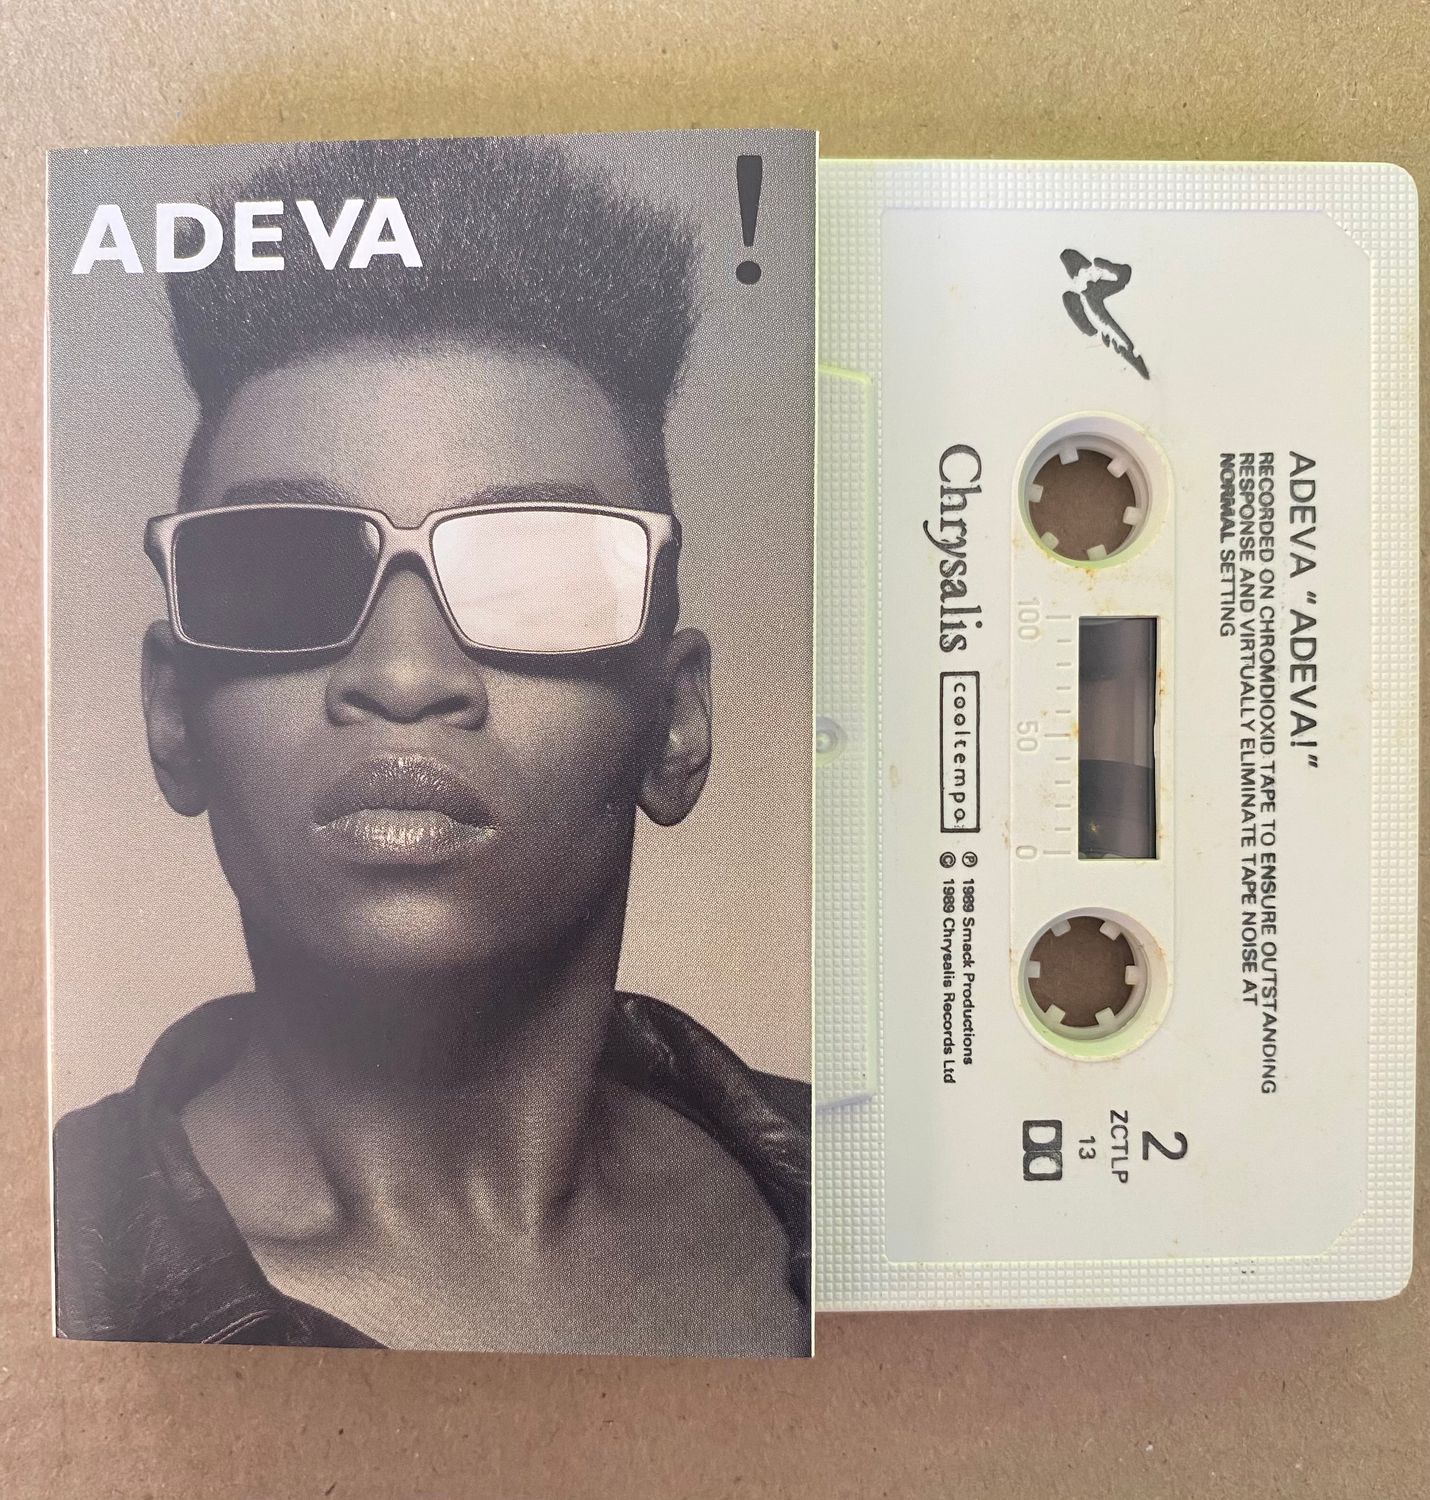 ADEVA
!
ADEVA "ADEVA!"
RECORDED ON CHROMDIOXID TAPE TO ENSURE OUTSTANDING
RESPONSE AND VIRTUALLY ELIMINATE TAPE NOISE AT
NORMAL SETTING
100 50 0
2
ZCTLP
13
Chrysalis cooltempo
℗ 1989 Smack Productions
© 1989 Chrysalis Records Ltd